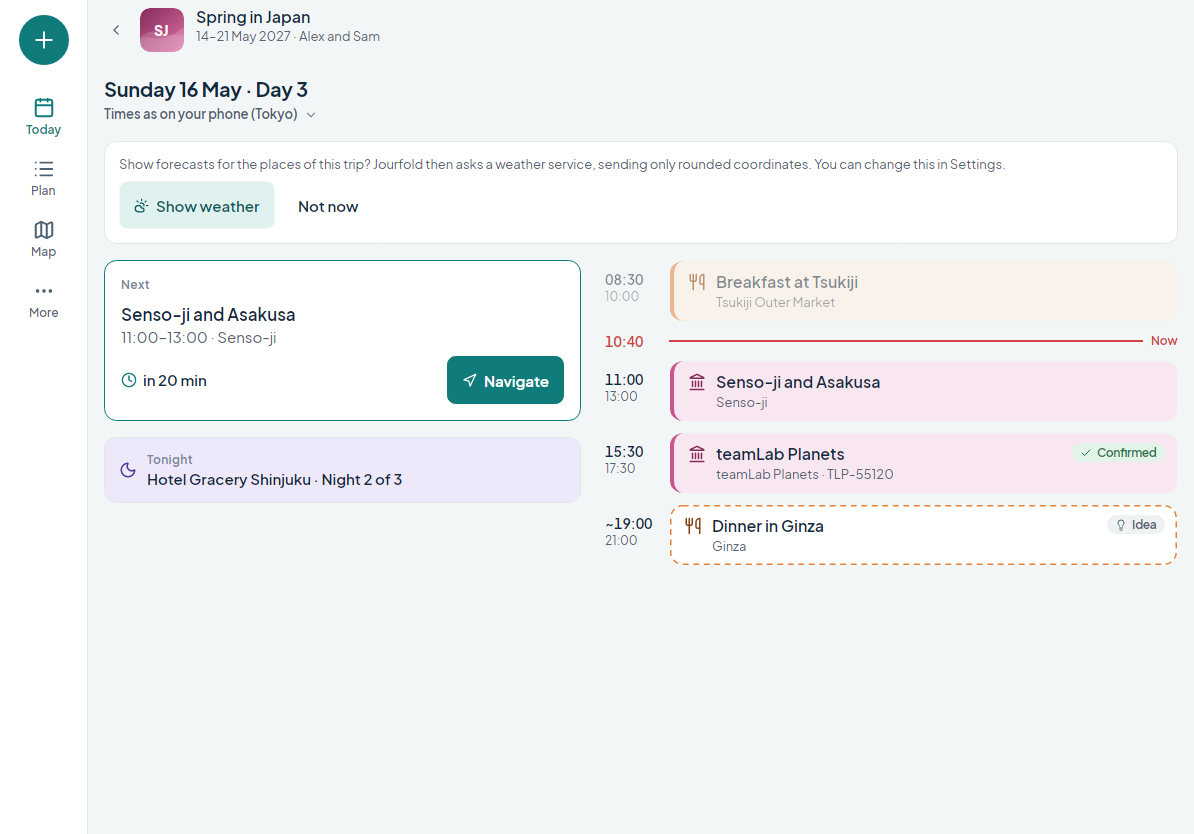 SJ
Spring in Japan
14–21 May 2027 · Alex and Sam
Today
Plan
Map
More
Sunday 16 May · Day 3
Times as on your phone (Tokyo)
Show forecasts for the places of this trip? Jourfold then asks a weather service, sending only rounded coordinates. You can change this in Settings.
Show weather
Not now
Next
Senso-ji and Asakusa
11:00–13:00 · Senso-ji
in 20 min
Navigate
Tonight
Hotel Gracery Shinjuku · Night 2 of 3
08:30
10:00
Breakfast at Tsukiji
Tsukiji Outer Market
10:40
Now
11:00
13:00
Senso-ji and Asakusa
Senso-ji
15:30
17:30
teamLab Planets
Confirmed
teamLab Planets · TLP-55120
~19:00
21:00
Dinner in Ginza
Idea
Ginza